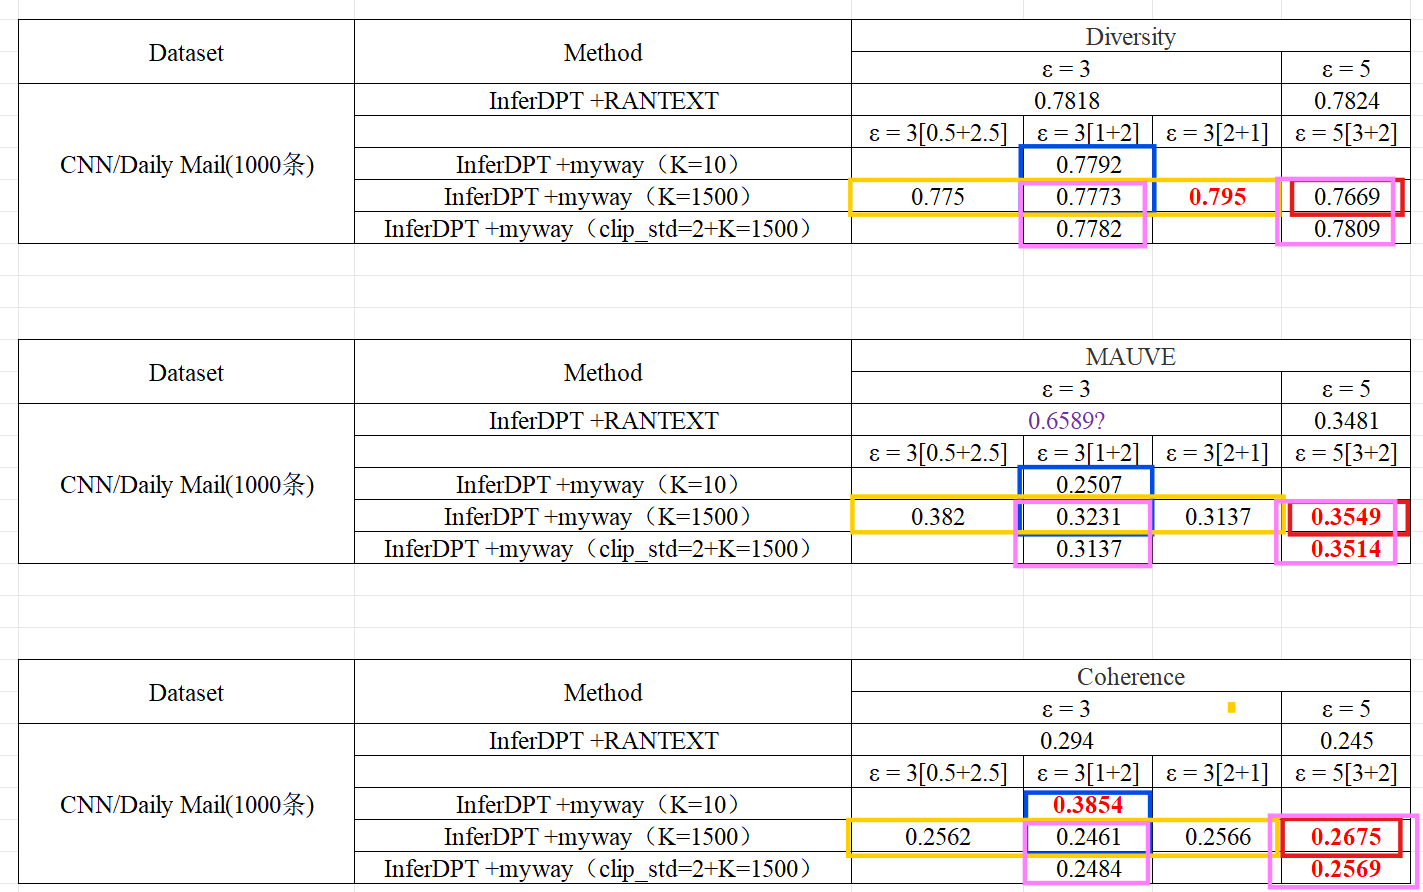 Dataset Method Diversity
ε = 3 ε = 5
CNN/Daily Mail(1000条) InferDPT +RANTEXT 0.7818 0.7824
ε = 3[0.5+2.5] ε = 3[1+2] ε = 3[2+1] ε = 5[3+2]
InferDPT +myway（K=10） 0.7792
InferDPT +myway（K=1500） 0.775 0.7773 0.795 0.7669
InferDPT +myway（clip_std=2+K=1500） 0.7782 0.7809
Dataset Method MAUVE
ε = 3 ε = 5
CNN/Daily Mail(1000条) InferDPT +RANTEXT 0.6589? 0.3481
ε = 3[0.5+2.5] ε = 3[1+2] ε = 3[2+1] ε = 5[3+2]
InferDPT +myway（K=10） 0.2507
InferDPT +myway（K=1500） 0.382 0.3231 0.3137 0.3549
InferDPT +myway（clip_std=2+K=1500） 0.3137 0.3514
Dataset Method Coherence
ε = 3 ε = 5
CNN/Daily Mail(1000条) InferDPT +RANTEXT 0.294 0.245
ε = 3[0.5+2.5] ε = 3[1+2] ε = 3[2+1] ε = 5[3+2]
InferDPT +myway（K=10） 0.3854
InferDPT +myway（K=1500） 0.2562 0.2461 0.2566 0.2675
InferDPT +myway（clip_std=2+K=1500） 0.2484 0.2569